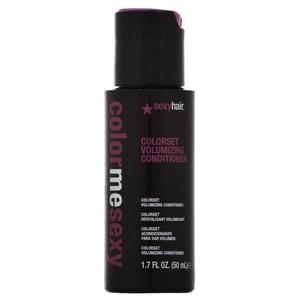 sexyhair.
colormesexy
COLORSET
VOLUMIZING
CONDITIONER
COLORSET
VOLUMIZING CONDITIONER
COLORSET
REVITALISANT VOLUMISANT
COLORSET
ACONDICIONADOR
PARA DAR VOLUMEN
COLORSET
VOLUMIZING CONDITIONER
1.7 FL OZ. (50 mL)